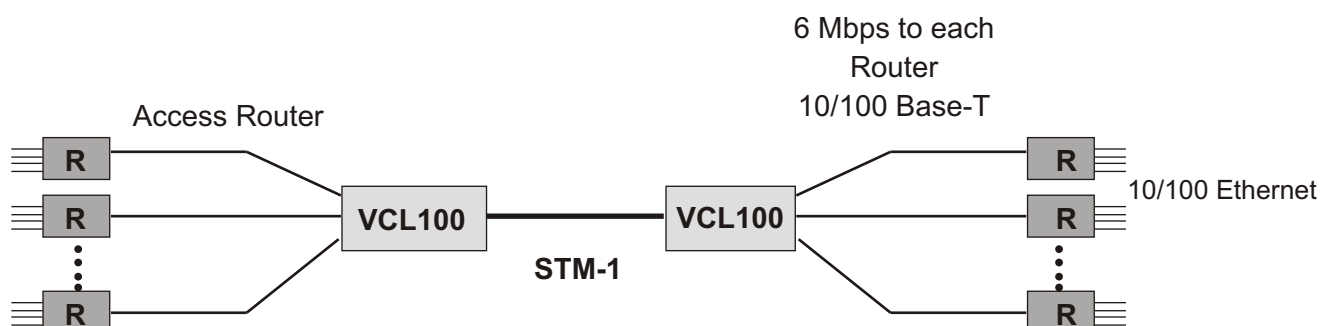 6 Mbps to each
Router
10/100 Base-T
Access Router
R
R
10/100 Ethernet
R
R
VCL100
VCL100
STM-1
R
R